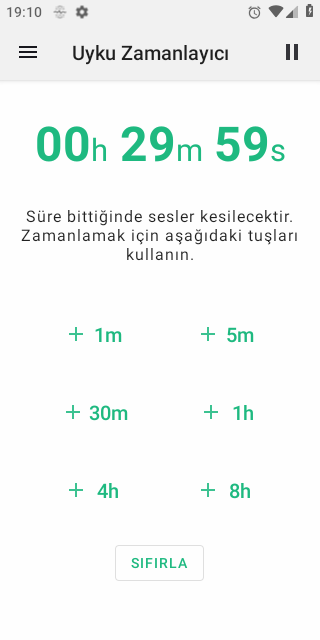 19:10
Uyku Zamanlayıcı
00h 29m 59s
Süre bittiğinde sesler kesilecektir.
Zamanlamak için aşağıdaki tuşları
kullanın.
+ 1m + 5m
+ 30m + 1h
+ 4h + 8h
SIFIRLA